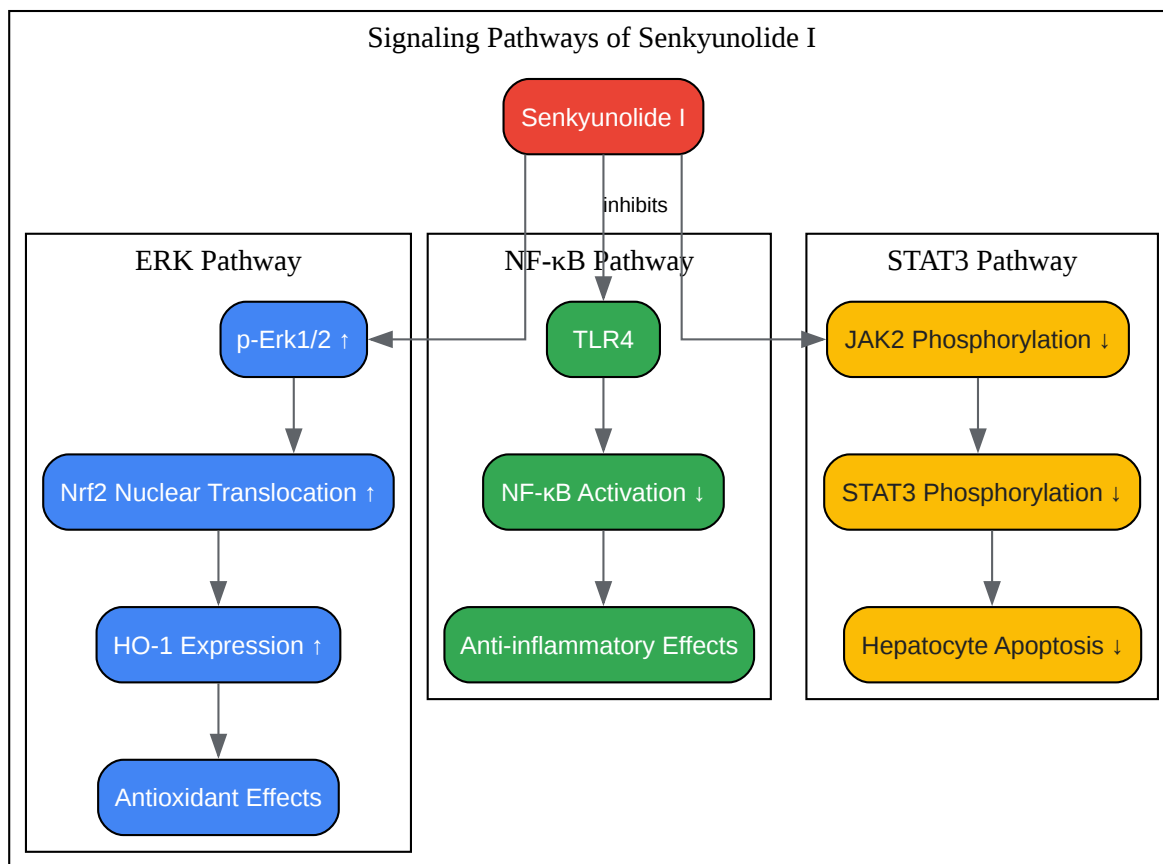 Signaling Pathways of Senkyunolide I
Senkyunolide I
inhibits
ERK Pathway
p-Erk1/2 ↑
Nrf2 Nuclear Translocation ↑
HO-1 Expression ↑
Antioxidant Effects
NF-κB Pathway
TLR4
NF-κB Activation ↓
Anti-inflammatory Effects
STAT3 Pathway
JAK2 Phosphorylation ↓
STAT3 Phosphorylation ↓
Hepatocyte Apoptosis ↓